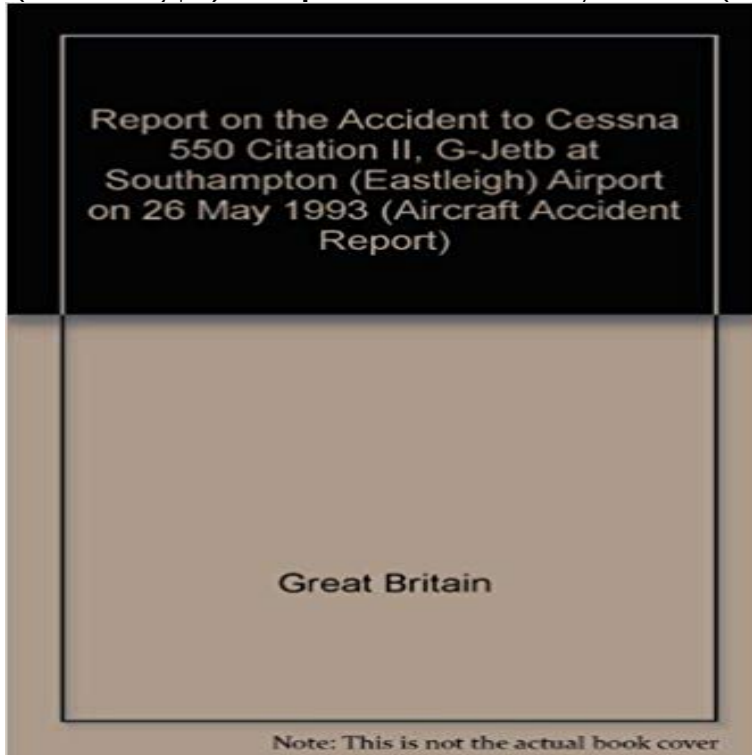 Report on the Accident to Cessna
550 Citation II, G-Jetb at
Southampton (Eastleigh) Airport
on 26 May 1993 (Aircraft Accident
Report)
Great Britain
Note: This is not the actual book cover